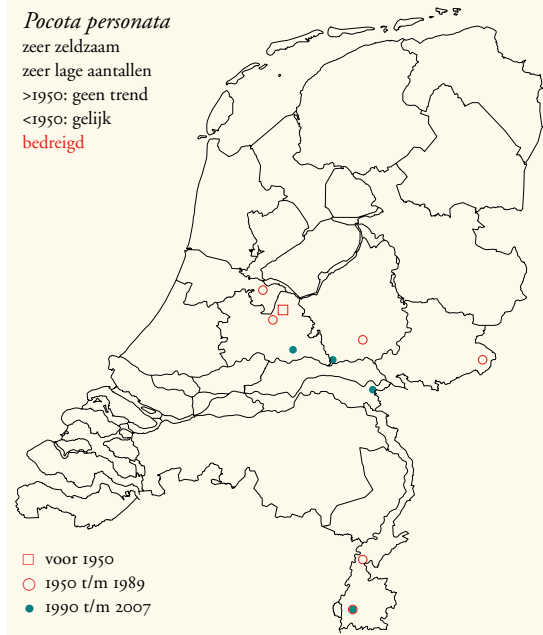 Pocota personata
zeer zeldzaam
zeer lage aantallen
>1950: geen trend
<1950: gelijk
bedreigd
voor 1950
1950 t/m 1989
1990 t/m 2007